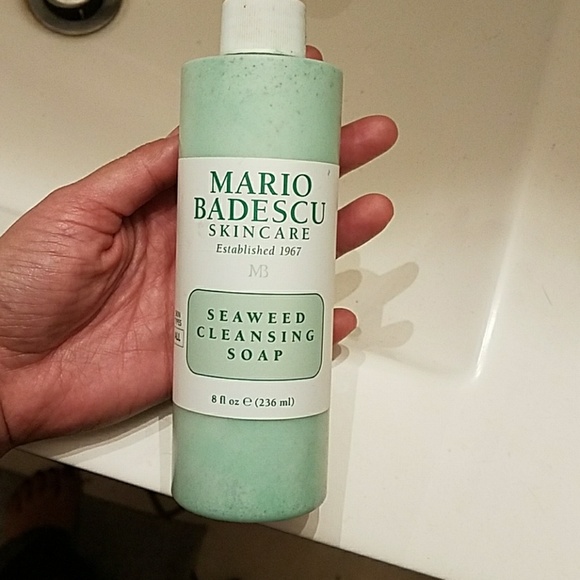 MARIO
BADESCU
SKINCARE
Established 1967
MB
SEAWEED
CLEANSING
SOAP
8 fl oz ℮ (236 ml)